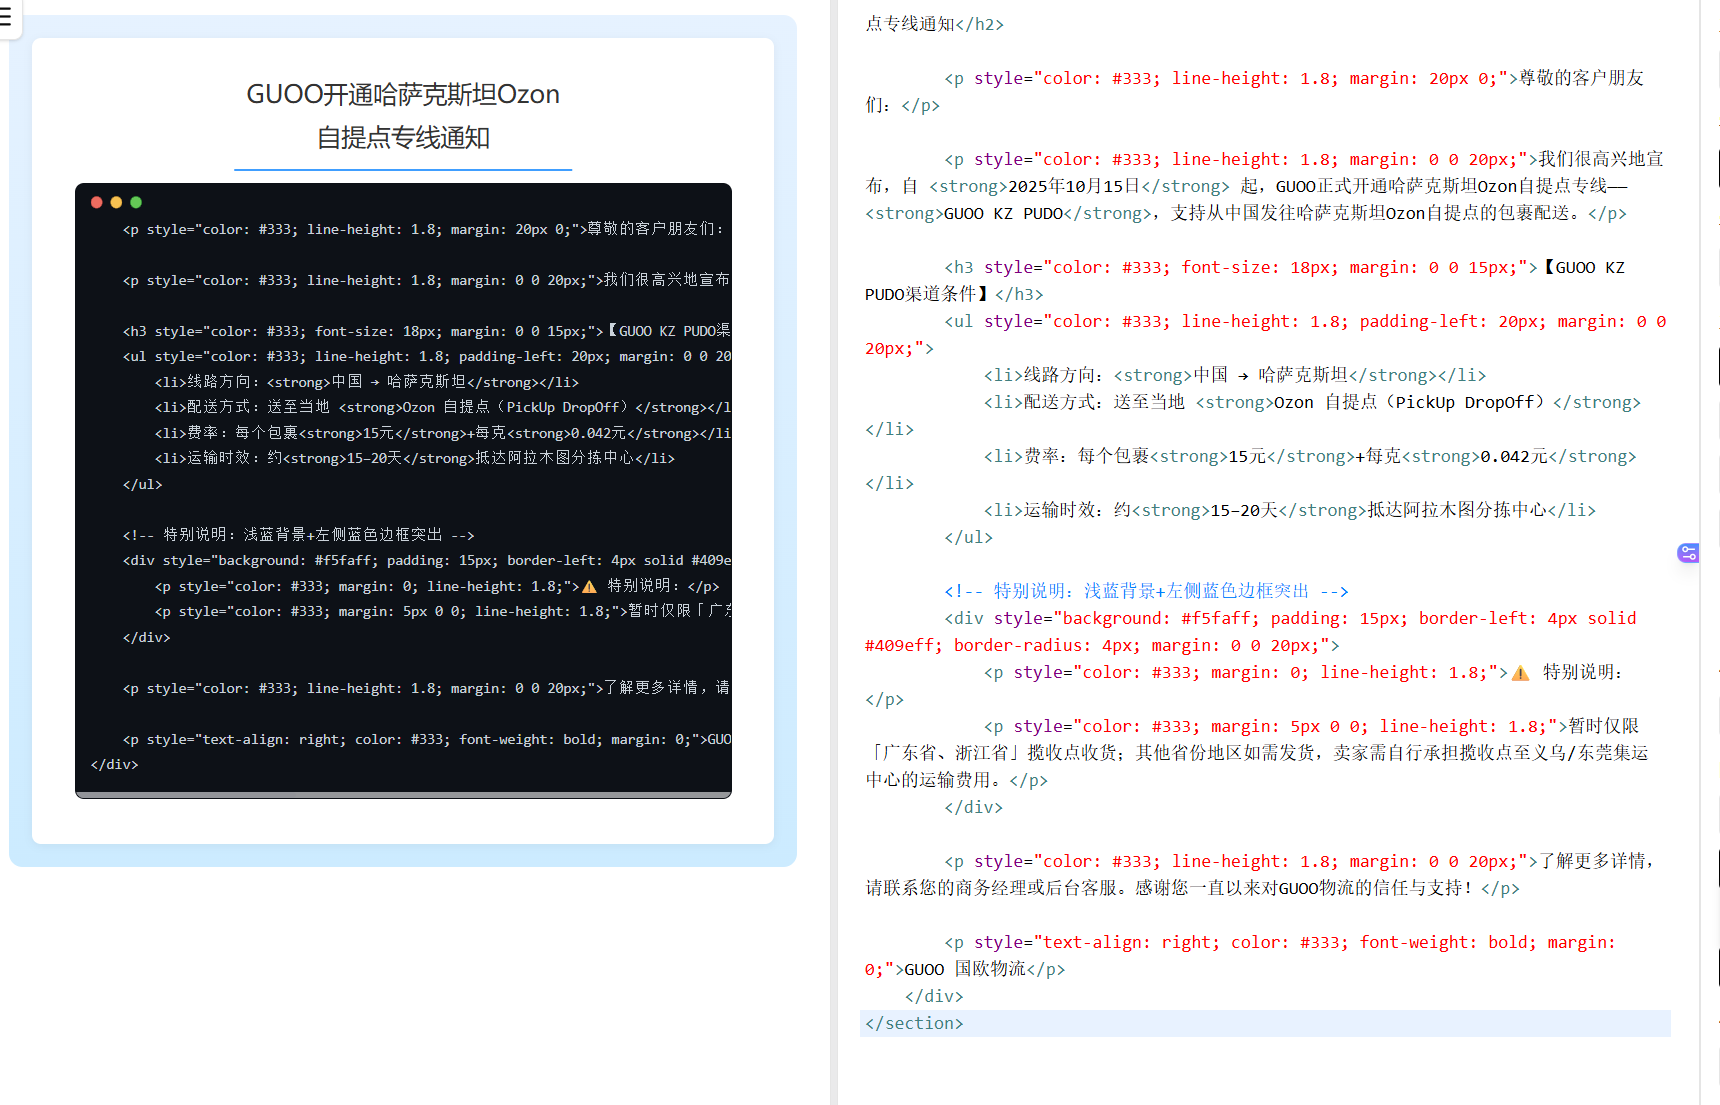 GUOO开通哈萨克斯坦Ozon
自提点专线通知
<p style="color: #333; line-height: 1.8; margin: 20px 0;">尊敬的客户朋友们：
<p style="color: #333; line-height: 1.8; margin: 0 0 20px;">我们很高兴地宣布
<h3 style="color: #333; font-size: 18px; margin: 0 0 15px;">【GUOO KZ PUDO渠
<ul style="color: #333; line-height: 1.8; padding-left: 20px; margin: 0 0 20
<li>线路方向：<strong>中国 → 哈萨克斯坦</strong></li>
<li>配送方式：送至当地 <strong>Ozon 自提点（PickUp DropOff）</strong></l
<li>费率：每个包裹<strong>15元</strong>+每克<strong>0.042元</strong></li
<li>运输时效：约<strong>15–20天</strong>抵达阿拉木图分拣中心</li>
</ul>
<!-- 特别说明：浅蓝背景+左侧蓝色边框突出 -->
<div style="background: #f5faff; padding: 15px; border-left: 4px solid #409e
<p style="color: #333; margin: 0; line-height: 1.8;">⚠️ 特别说明：</p>
<p style="color: #333; margin: 5px 0 0; line-height: 1.8;">暂时仅限「广东
</div>
<p style="color: #333; line-height: 1.8; margin: 0 0 20px;">了解更多详情，请
<p style="text-align: right; color: #333; font-weight: bold; margin: 0;">GUO
</div>
点专线通知</h2>
<p style="color: #333; line-height: 1.8; margin: 20px 0;">尊敬的客户朋友
们：</p>
<p style="color: #333; line-height: 1.8; margin: 0 0 20px;">我们很高兴地宣
布，自 <strong>2025年10月15日</strong> 起，GUOO正式开通哈萨克斯坦Ozon自提点专线——
<strong>GUOO KZ PUDO</strong>，支持从中国发往哈萨克斯坦Ozon自提点的包裹配送。</p>
<h3 style="color: #333; font-size: 18px; margin: 0 0 15px;">【GUOO KZ
PUDO渠道条件】</h3>
<ul style="color: #333; line-height: 1.8; padding-left: 20px; margin: 0 0
20px;">
<li>线路方向：<strong>中国 → 哈萨克斯坦</strong></li>
<li>配送方式：送至当地 <strong>Ozon 自提点（PickUp DropOff）</strong>
</li>
<li>费率：每个包裹<strong>15元</strong>+每克<strong>0.042元</strong>
</li>
<li>运输时效：约<strong>15–20天</strong>抵达阿拉木图分拣中心</li>
</ul>
<!-- 特别说明：浅蓝背景+左侧蓝色边框突出 -->
<div style="background: #f5faff; padding: 15px; border-left: 4px solid
#409eff; border-radius: 4px; margin: 0 0 20px;">
<p style="color: #333; margin: 0; line-height: 1.8;">⚠️ 特别说明：
</p>
<p style="color: #333; margin: 5px 0 0; line-height: 1.8;">暂时仅限
「广东省、浙江省」揽收点收货；其他省份地区如需发货，卖家需自行承担揽收点至义乌/东莞集运
中心的运输费用。</p>
</div>
<p style="color: #333; line-height: 1.8; margin: 0 0 20px;">了解更多详情，
请联系您的商务经理或后台客服。感谢您一直以来对GUOO物流的信任与支持！</p>
<p style="text-align: right; color: #333; font-weight: bold; margin:
0;">GUOO 国欧物流</p>
</div>
</section>